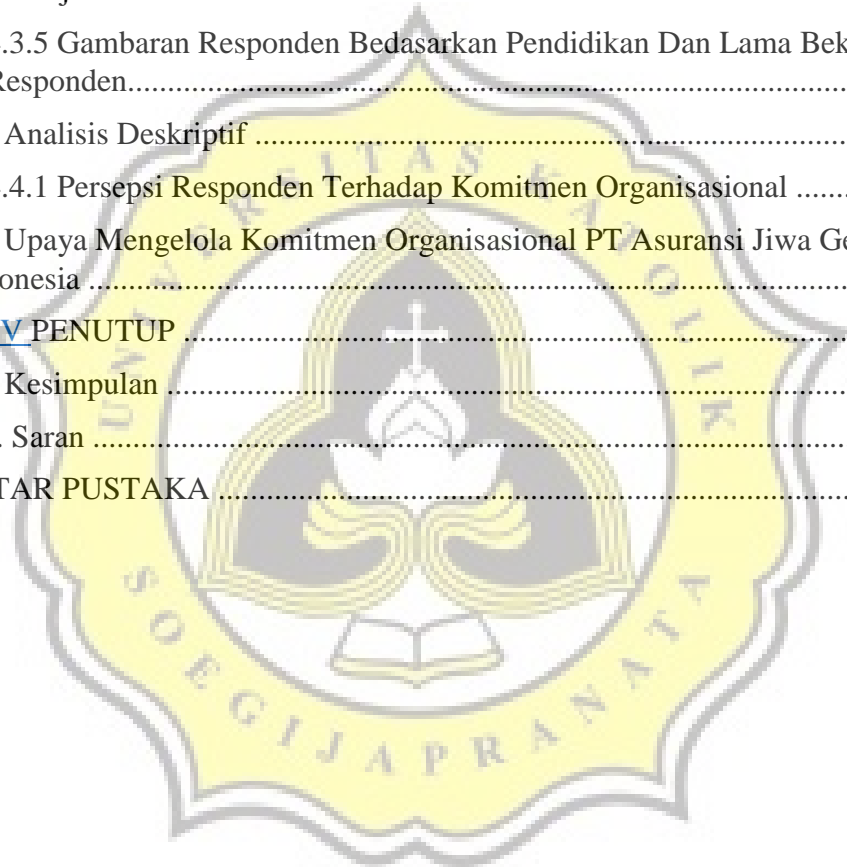 .3.5 Gambaran Responden Bedasarkan Pendidikan Dan Lama Bek
Responden
Analisis Deskriptif
.4.1 Persepsi Responden Terhadap Komitmen Organisasional
Upaya Mengelola Komitmen Organisasional PT Asuransi Jiwa Ge
onesia
V PENUTUP
Kesimpulan
. Saran
TAR PUSTAKA
UNIVERSITAS KATOLIK
SOEGIJAPRANATA